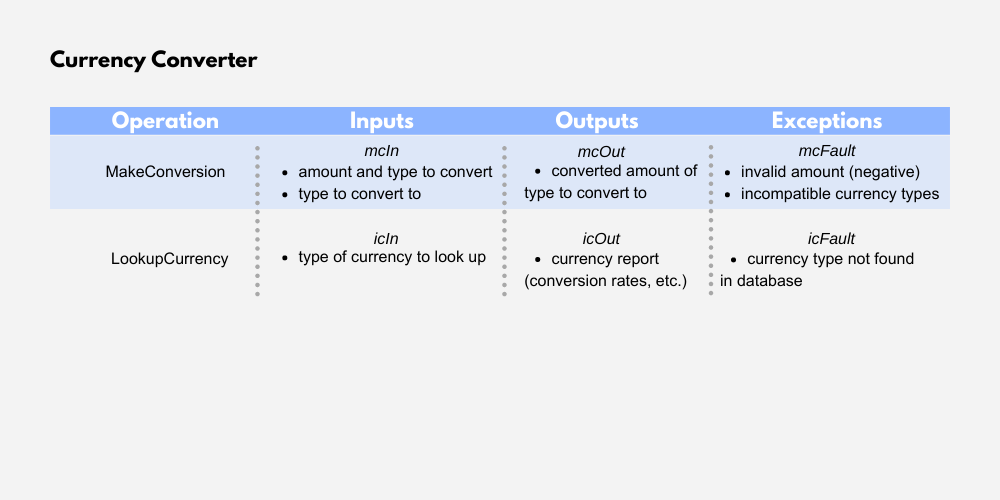 Currency Converter
Operation Inputs Outputs Exceptions
MakeConversion
mcIn
• amount and type to convert
• type to convert to
mcOut
• converted amount of
type to convert to
mcFault
• invalid amount (negative)
• incompatible currency types
LookupCurrency
icIn
• type of currency to look up
icOut
• currency report
(conversion rates, etc.)
icFault
• currency type not found
in database